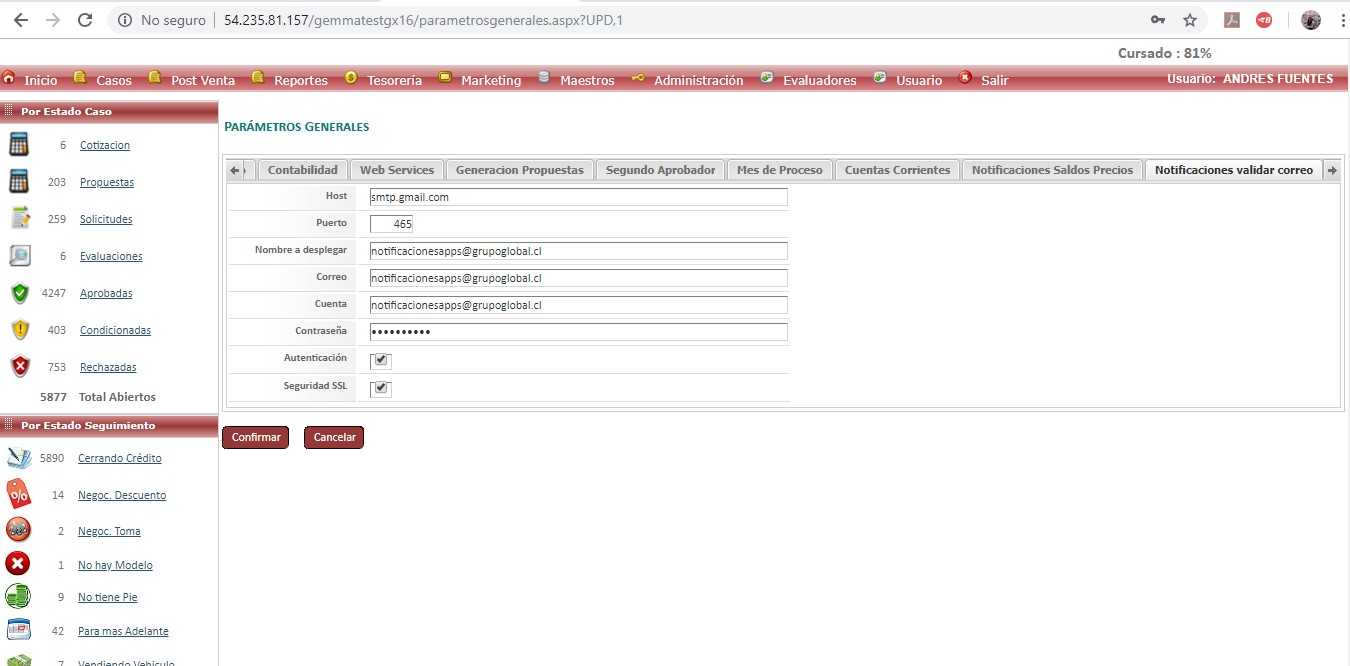 No seguro | 54.235.81.157/gemmatestgx16/parametrosgenerales.aspx?UPD,1
Cursado : 81%
Inicio Casos Post Venta Reportes Tesorería Marketing Maestros Administración Evaluadores Usuario Salir Usuario: ANDRES FUENTES
Por Estado Caso
6 Cotizacion
203 Propuestas
259 Solicitudes
6 Evaluaciones
4247 Aprobadas
403 Condicionadas
753 Rechazadas
5877 Total Abiertos
Por Estado Seguimiento
5890 Cerrando Crédito
14 Negoc. Descuento
2 Negoc. Toma
1 No hay Modelo
9 No tiene Pie
42 Para mas Adelante
7 Vendiendo Vehiculo
PARÁMETROS GENERALES
Contabilidad Web Services Generacion Propuestas Segundo Aprobador Mes de Proceso Cuentas Corrientes Notificaciones Saldos Precios Notificaciones validar correo
Host smtp.gmail.com
Puerto 465
Nombre a desplegar notificacionesapps@grupoglobal.cl
Correo notificacionesapps@grupoglobal.cl
Cuenta notificacionesapps@grupoglobal.cl
Contraseña ••••••••••
Autenticación
Seguridad SSL
Confirmar Cancelar